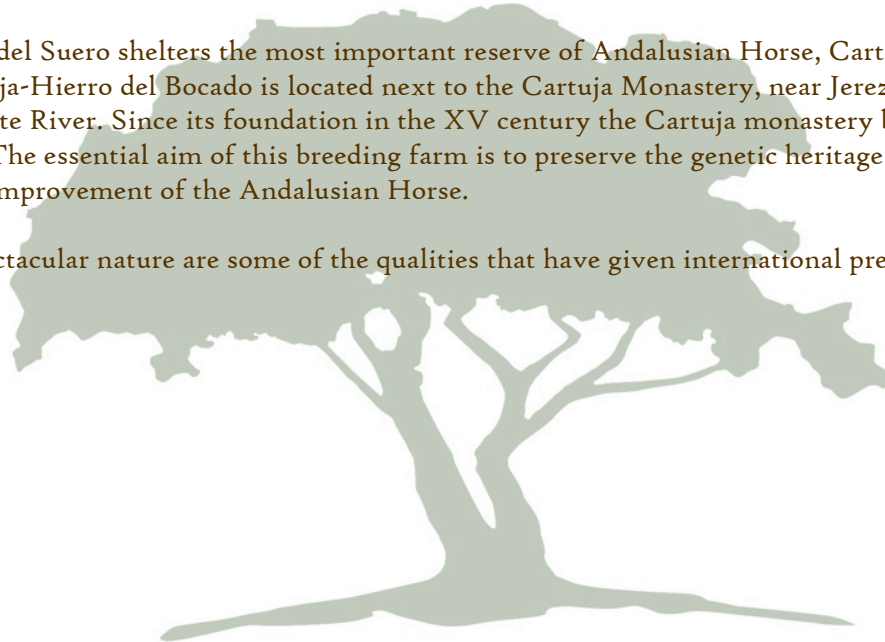 del Suero shelters the most important reserve of Andalusian Horse, Cart
ja-Hierro del Bocado is located next to the Cartuja Monastery, near Jerez
te River. Since its foundation in the XV century the Cartuja monastery b
The essential aim of this breeding farm is to preserve the genetic heritage
mprovement of the Andalusian Horse.
ctacular nature are some of the qualities that have given international pre